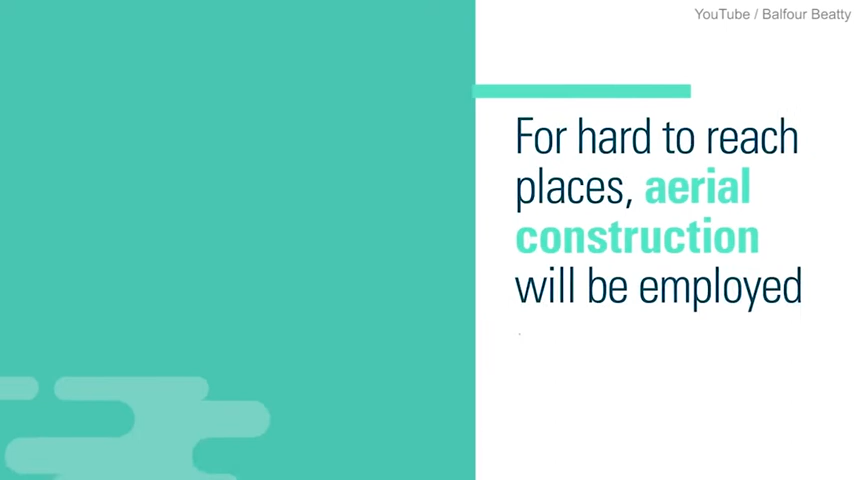 YouTube / Balfour Beatty
For hard to reach
places, aerial
construction
will be employed